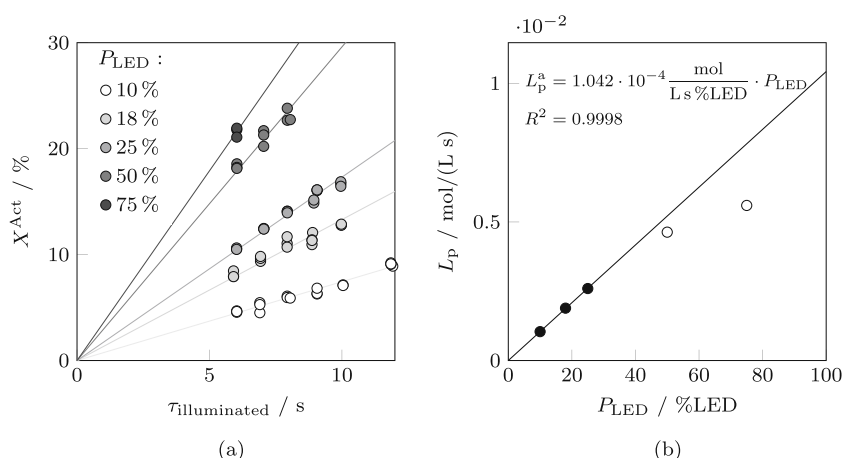 30
20
10
0
0
5
10
X^Act / %
τ_illuminated / s
P_LED :
10 %
18 %
25 %
50 %
75 %
(a)
·10⁻²
1
0.5
0
0
20
40
60
80
100
L_p / mol/(L s)
P_LED / %LED
L_p^a = 1.042 · 10⁻⁴ mol/(L s %LED) · P_LED
R² = 0.9998
(b)